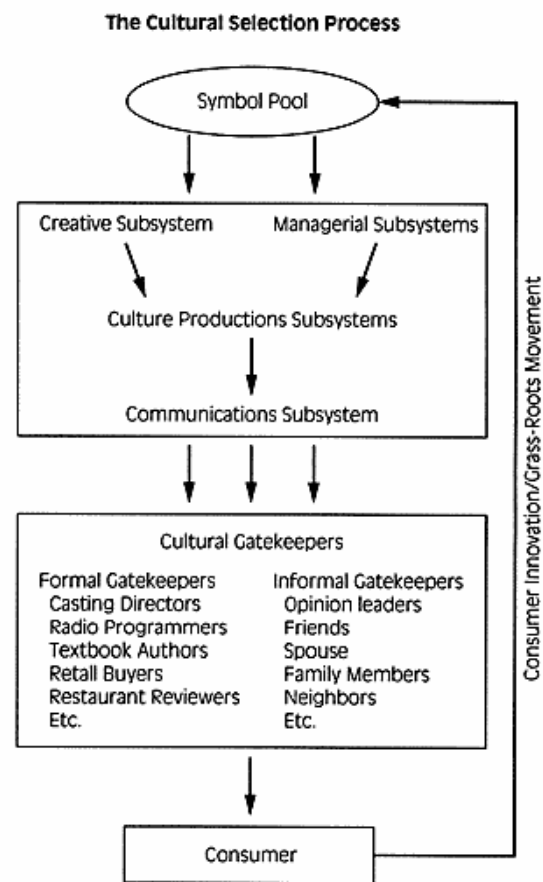 The Cultural Selection Process
Symbol Pool
Creative Subsystem
Managerial Subsystems
Culture Productions Subsystems
Communications Subsystem
Cultural Gatekeepers
Formal Gatekeepers
Casting Directors
Radio Programmers
Textbook Authors
Retall Buyers
Restaurant Reviewers
Etc.
Informal Gatekeepers
Opinion leaders
Friends
Spouse
Family Members
Neighbors
Etc.
Consumer
Consumer Innovation/Grass-Roots Movement